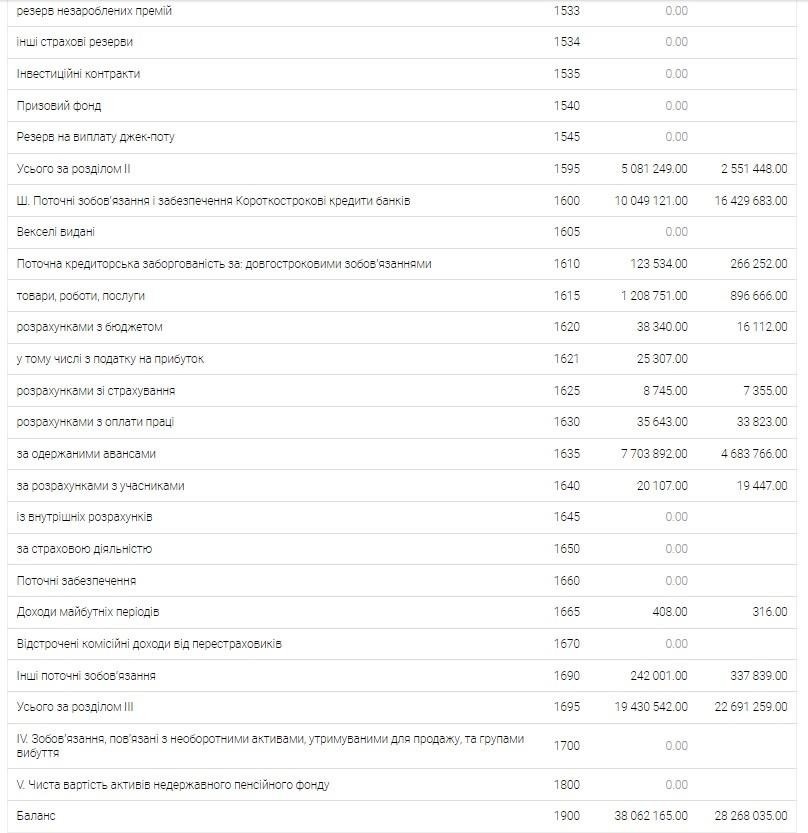 резерв незароблених премій 1533 0.00
інші страхові резерви 1534 0.00
Інвестиційні контракти 1535 0.00
Призовий фонд 1540 0.00
Резерв на виплату джек-поту 1545 0.00
Усього за розділом II 1595 5 081 249.00 2 551 448.00
Ш. Поточні зобов'язання і забезпечення Короткострокові кредити банків 1600 10 049 121.00 16 429 683.00
Векселі видані 1605 0.00
Поточна кредиторська заборгованість за: довгостроковими зобов'язаннями 1610 123 534.00 266 252.00
товари, роботи, послуги 1615 1 208 751.00 896 666.00
розрахунками з бюджетом 1620 38 340.00 16 112.00
у тому числі з податку на прибуток 1621 25 307.00
розрахунками зі страхування 1625 8 745.00 7 355.00
розрахунками з оплати праці 1630 35 643.00 33 823.00
за одержаними авансами 1635 7 703 892.00 4 683 766.00
за розрахунками з учасниками 1640 20 107.00 19 447.00
із внутрішніх розрахунків 1645 0.00
за страховою діяльністю 1650 0.00
Поточні забезпечення 1660 0.00
Доходи майбутніх періодів 1665 408.00 316.00
Відстрочені комісійні доходи від перестраховиків 1670 0.00
Інші поточні зобов'язання 1690 242 001.00 337 839.00
Усього за розділом III 1695 19 430 542.00 22 691 259.00
IV. Зобов'язання, пов'язані з необоротними активами, утримуваними для продажу, та групами
вибуття 1700 0.00
V. Чиста вартість активів недержавного пенсійного фонду 1800 0.00
Баланс 1900 38 062 165.00 28 268 035.00